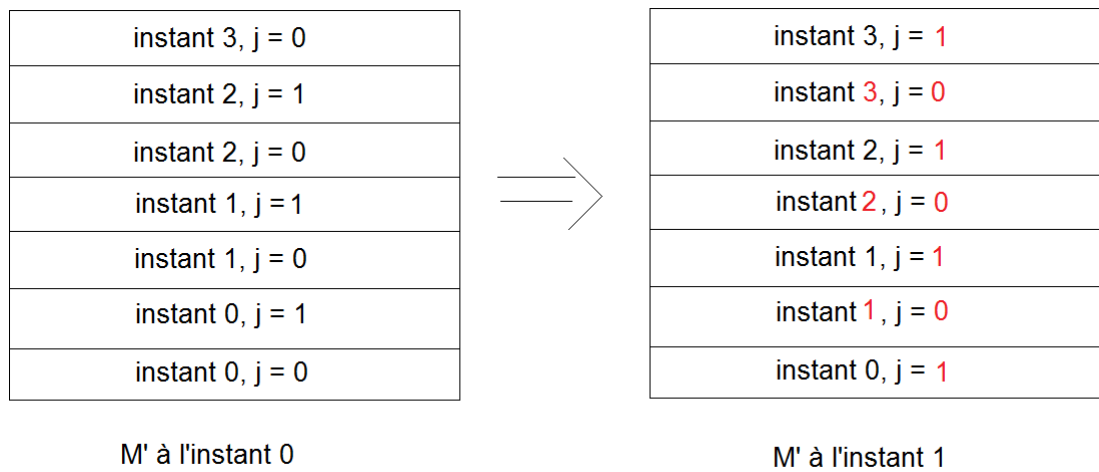 instant 3, j = 0
instant 2, j = 1
instant 2, j = 0
instant 1, j = 1
instant 1, j = 0
instant 0, j = 1
instant 0, j = 0
M' à l'instant 0
instant 3, j = 1
instant 3, j = 0
instant 2, j = 1
instant 2, j = 0
instant 1, j = 1
instant 1, j = 0
instant 0, j = 1
M' à l'instant 1